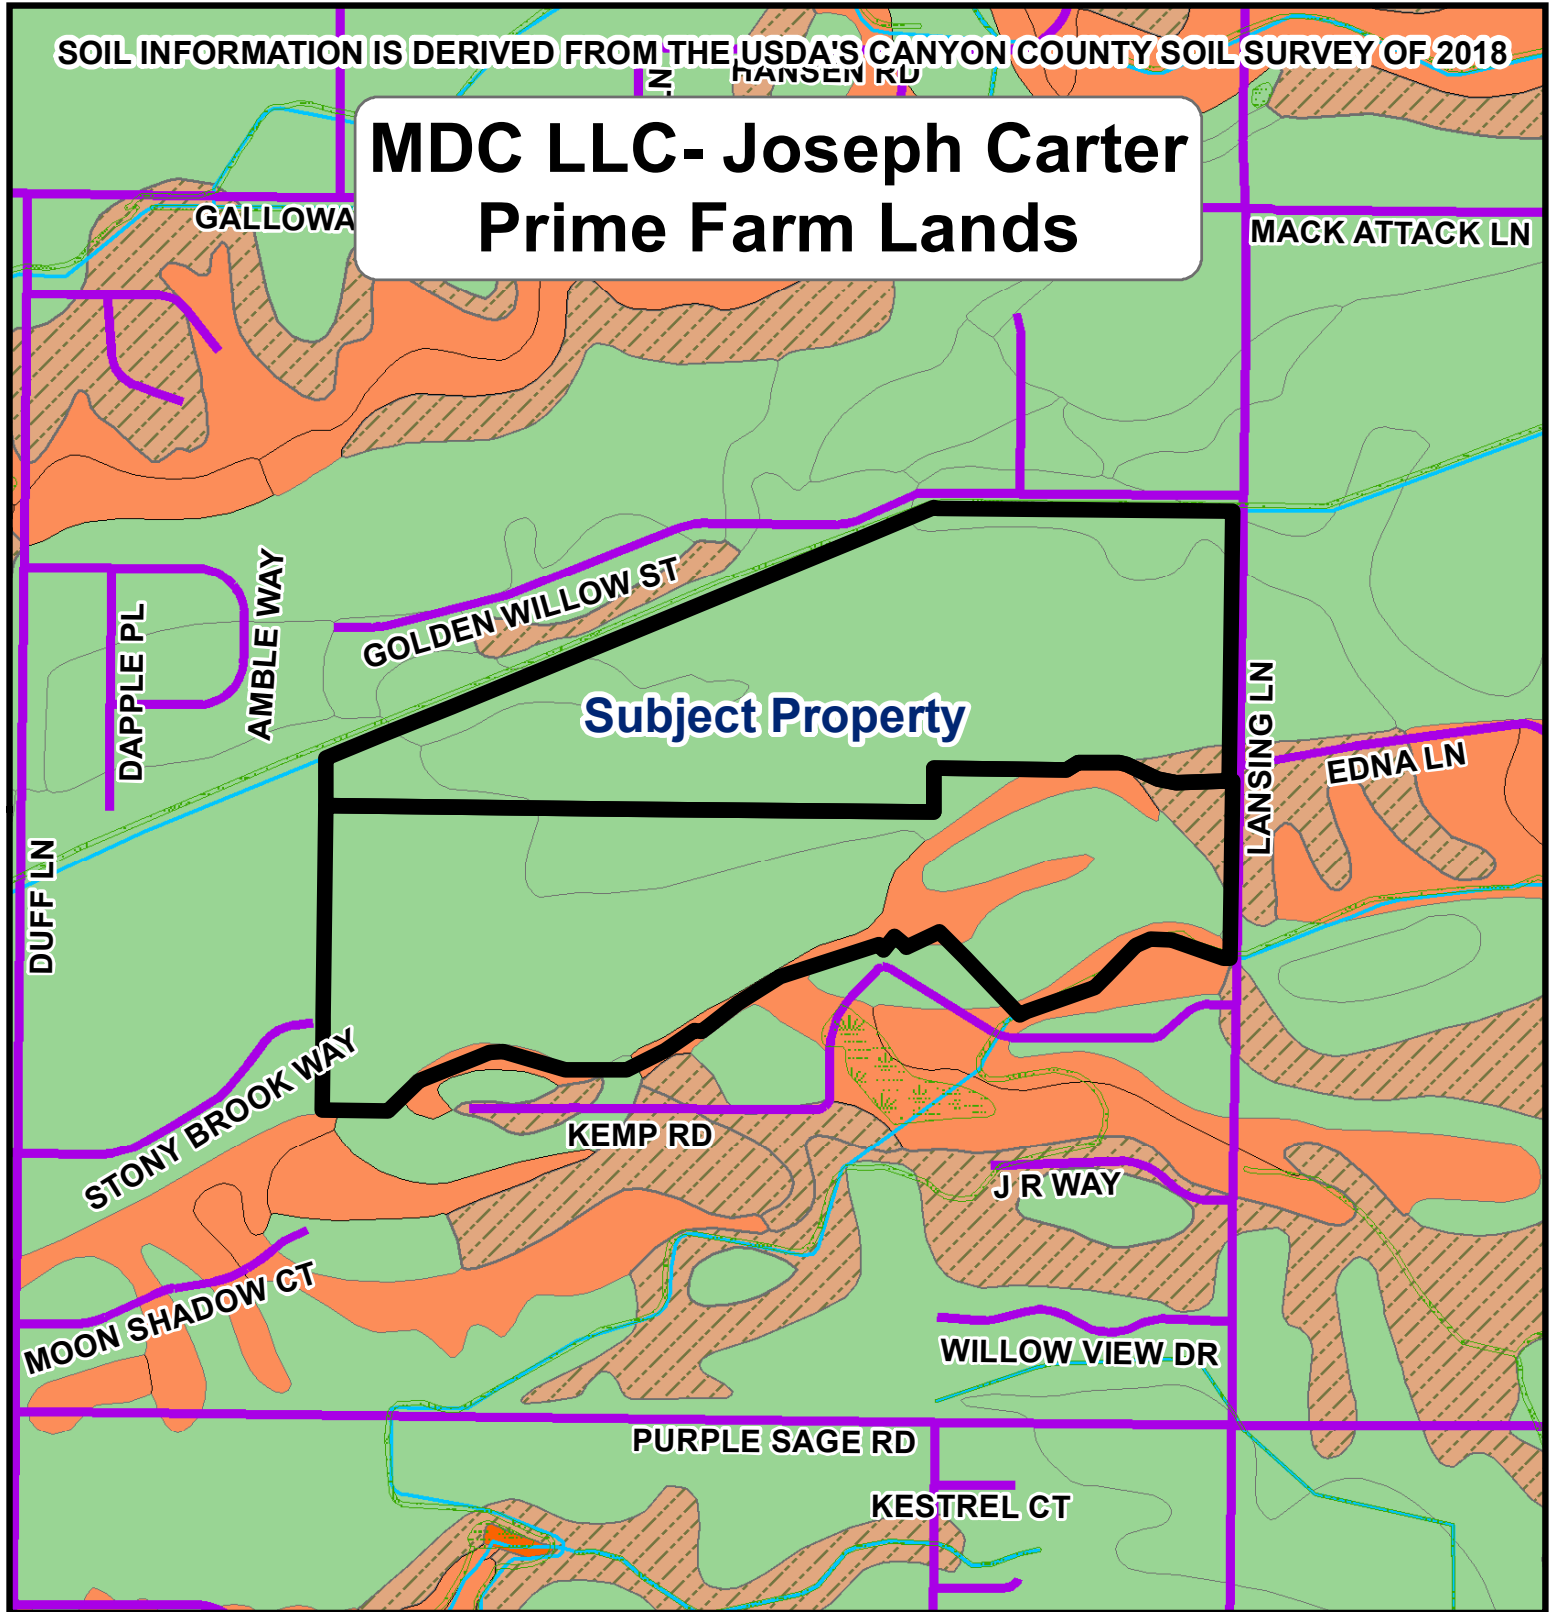 SOIL INFORMATION IS DERIVED FROM THE USDA'S CANYON COUNTY SOIL SURVEY OF 2018
HANSEN RD
LN
MDC LLC- Joseph Carter
Prime Farm Lands
GALLOWA
MACK ATTACK LN
GOLDEN WILLOW ST
AMBLE WAY
DAPPLE PL
Subject Property
LANSING LN
EDNA LN
DUFF LN
STONY BROOK WAY
KEMP RD
J R WAY
MOON SHADOW CT
WILLOW VIEW DR
PURPLE SAGE RD
KESTREL CT